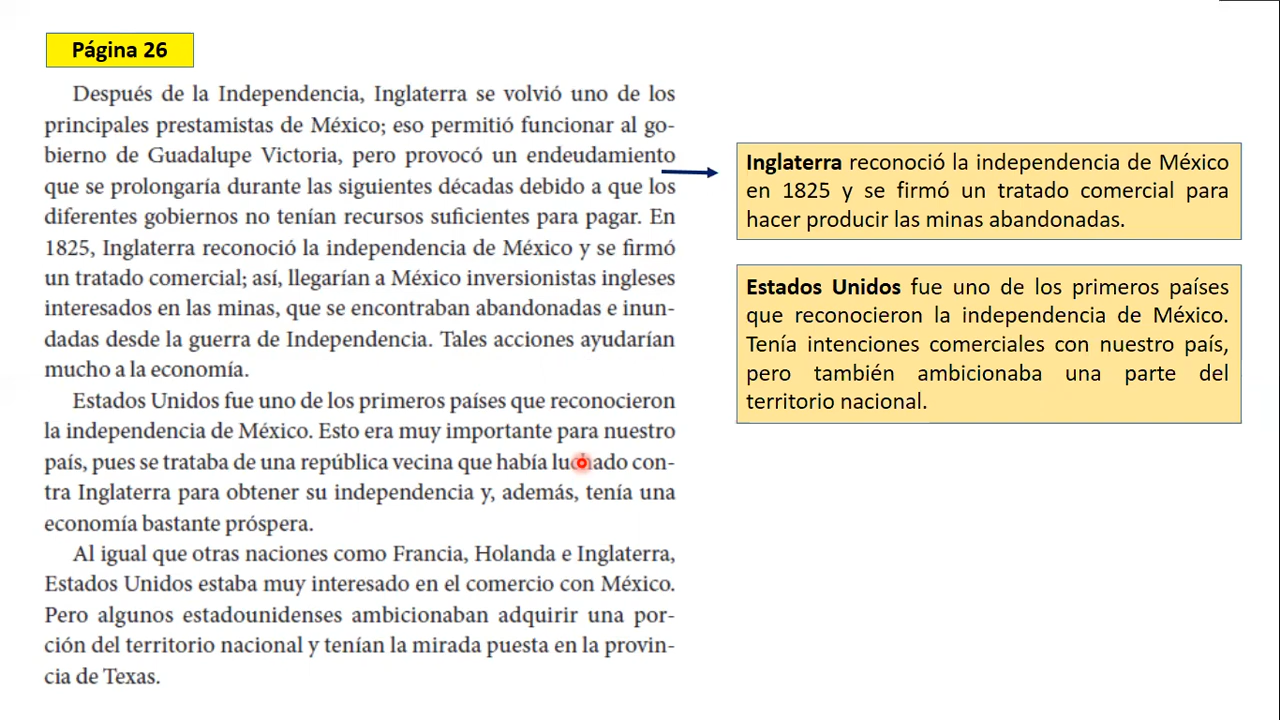 Página 26
Después de la Independencia, Inglaterra se volvió uno de los
principales prestamistas de México; eso permitió funcionar al go-
bierno de Guadalupe Victoria, pero provocó un endeudamiento
que se prolongaría durante las siguientes décadas debido a que los
diferentes gobiernos no tenían recursos suficientes para pagar. En
1825, Inglaterra reconoció la independencia de México y se firmó
un tratado comercial; así, llegarían a México inversionistas ingleses
interesados en las minas, que se encontraban abandonadas e inun-
dadas desde la guerra de Independencia. Tales acciones ayudarían
mucho a la economía.
Estados Unidos fue uno de los primeros países que reconocieron
la independencia de México. Esto era muy importante para nuestro
país, pues se trataba de una república vecina que había luchado con-
tra Inglaterra para obtener su independencia y, además, tenía una
economía bastante próspera.
Al igual que otras naciones como Francia, Holanda e Inglaterra,
Estados Unidos estaba muy interesado en el comercio con México.
Pero algunos estadounidenses ambicionaban adquirir una por-
ción del territorio nacional y tenían la mirada puesta en la provin-
cia de Texas.
Inglaterra reconoció la independencia de México
en 1825 y se firmó un tratado comercial para
hacer producir las minas abandonadas.
Estados Unidos fue uno de los primeros países
que reconocieron la independencia de México.
Tenía intenciones comerciales con nuestro país,
pero también ambicionaba una parte del
territorio nacional.